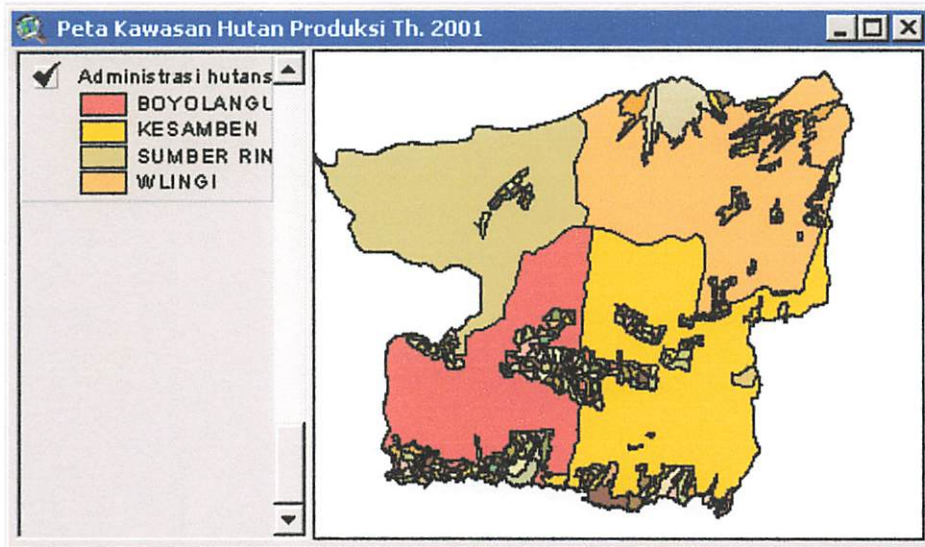 Peta Kawasan Hutan Produksi Th. 2001
Administrasi hutans
BOYOLANGU
KESAMBEN
SUMBER RIN
WLINGI